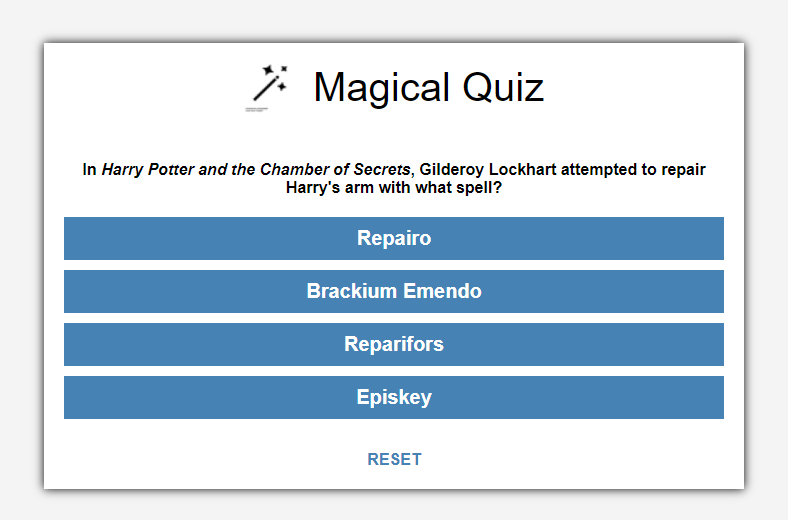 Magical Quiz
In Harry Potter and the Chamber of Secrets, Gilderoy Lockhart attempted to repair
Harry's arm with what spell?
Repairo
Brackium Emendo
Reparifors
Episkey
RESET